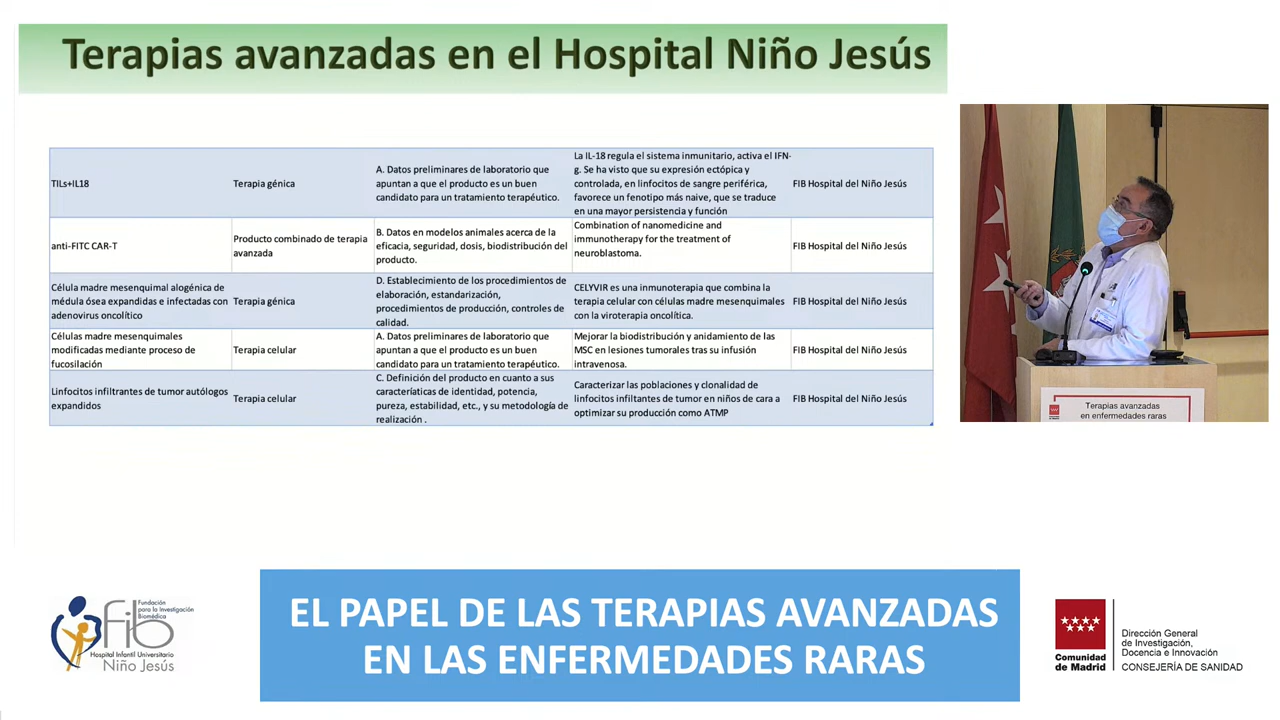 Terapias avanzadas en el Hospital Niño Jesús
TILs+IL18
Terapia génica
A. Datos preliminares de laboratorio que
apuntan a que el producto es un buen
candidato para un tratamiento terapéutico.
La IL-18 regula el sistema inmunitario, activa el IFN-
g. Se ha visto que su expresión ectópica y
controlada, en linfocitos de sangre periférica,
favorece un fenotipo más naive, que se traduce
en una mayor persistencia y función
FIB Hospital del Niño Jesús
anti-FITC CAR-T
Producto combinado de terapia
avanzada
B. Datos en modelos animales acerca de la
eficacia, seguridad, dosis, biodistribución del
producto.
Combination of nanomedicine and
immunotherapy for the treatment of
neuroblastoma.
FIB Hospital del Niño Jesús
Célula madre mesenquimal alogénica de
médula ósea expandidas e infectadas con
adenovirus oncolítico
Terapia génica
D. Establecimiento de los procedimientos de
elaboración, estandarización,
procedimientos de producción, controles de
calidad.
CELYVIR es una inmunoterapia que combina la
terapia celular con células madre mesenquimales
con la viroterapia oncolítica.
FIB Hospital del Niño Jesús
Células madre mesenquimales
modificadas mediante proceso de
fucosilación
Terapia celular
A. Datos preliminares de laboratorio que
apuntan a que el producto es un buen
candidato para un tratamiento terapéutico.
Mejorar la biodistribución y anidamiento de las
MSC en lesiones tumorales tras su infusión
intravenosa.
FIB Hospital del Niño Jesús
Linfocitos infiltrantes de tumor autólogos
expandidos
Terapia celular
C. Definición del producto en cuanto a sus
características de identidad, potencia,
pureza, estabilidad, etc., y su metodología de
realización .
Caracterizar las poblaciones y clonalidad de
linfocitos infiltantes de tumor en niños de cara a
optimizar su producción como ATMP
FIB Hospital del Niño Jesús
Terapias avanzadas
en enfermedades raras
fib
Fundación
para la Investigación
Biomédica
Hospital Infantil Universitario
Niño Jesús
EL PAPEL DE LAS TERAPIAS AVANZADAS
EN LAS ENFERMEDADES RARAS
Comunidad
de Madrid
Dirección General
de Investigación,
Docencia e Innovación
CONSEJERÍA DE SANIDAD